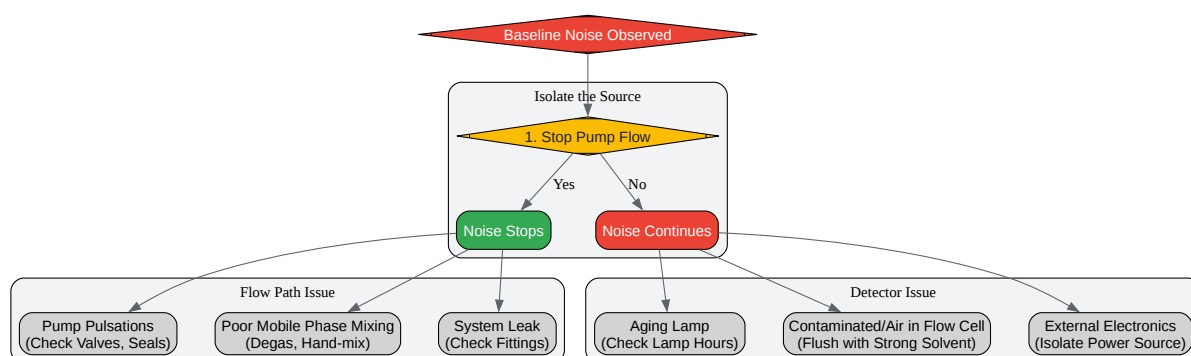 Baseline Noise Observed
Isolate the Source
1. Stop Pump Flow
Yes
No
Noise Stops
Noise Continues
Flow Path Issue
Detector Issue
Pump Pulsations
(Check Valves, Seals)
Poor Mobile Phase Mixing
(Degas, Hand-mix)
System Leak
(Check Fittings)
Aging Lamp
(Check Lamp Hours)
Contaminated/Air in Flow Cell
(Flush with Strong Solvent)
External Electronics
(Isolate Power Source)